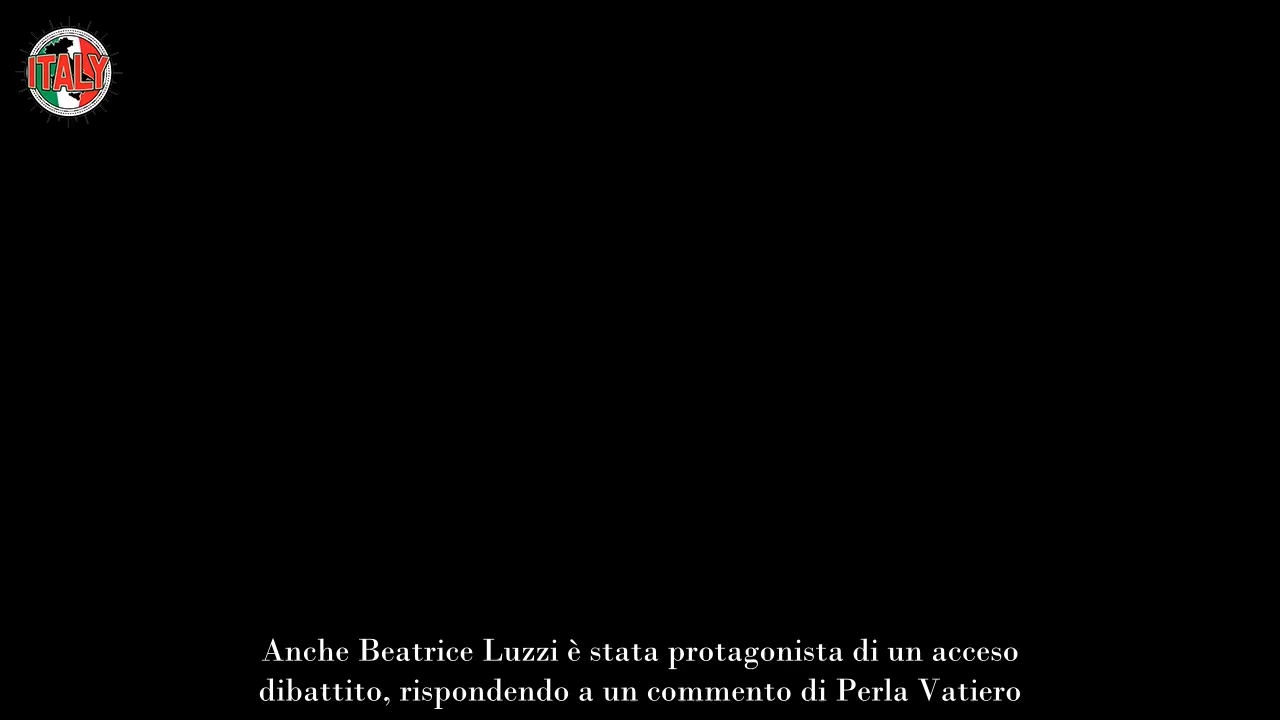 ITALY
Anche Beatrice Luzzi è stata protagonista di un acceso
dibattito, rispondendo a un commento di Perla Vatiero